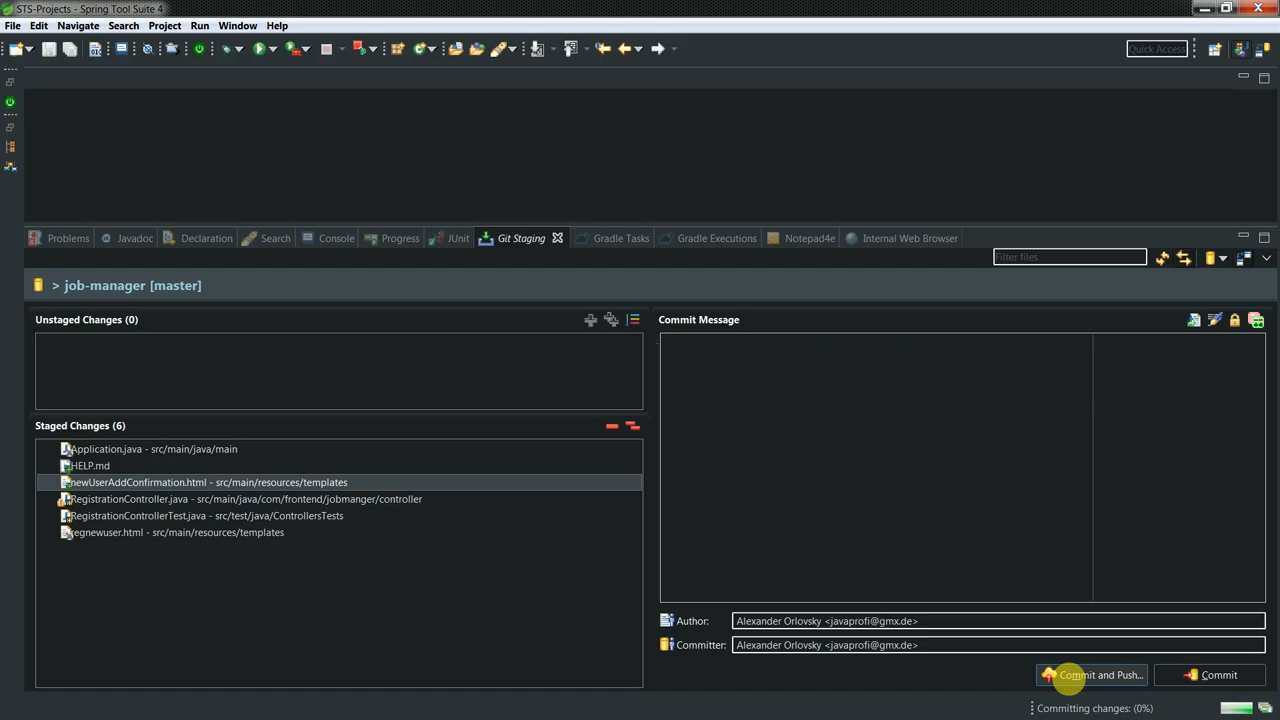 STS-Projects - Spring Tool Suite 4
File Edit Navigate Search Project Run Window Help
Quick Access
Problems Javadoc Declaration Search Console Progress JUnit Git Staging Gradle Tasks Gradle Executions Notepad4e Internal Web Browser
Filter files
> job-manager [master]
Unstaged Changes (0)
Commit Message
Staged Changes (6)
Application.java - src/main/java/main
HELP.md
newUserAddConfirmation.html - src/main/resources/templates
RegistrationController.java - src/main/java/com/frontend/jobmanger/controller
RegistrationControllerTest.java - src/test/java/ControllersTests
regnewuser.html - src/main/resources/templates
Author: Alexander Orlovsky <javaprofi@gmx.de>
Committer: Alexander Orlovsky <javaprofi@gmx.de>
Commit and Push... Commit
Committing changes: (0%)